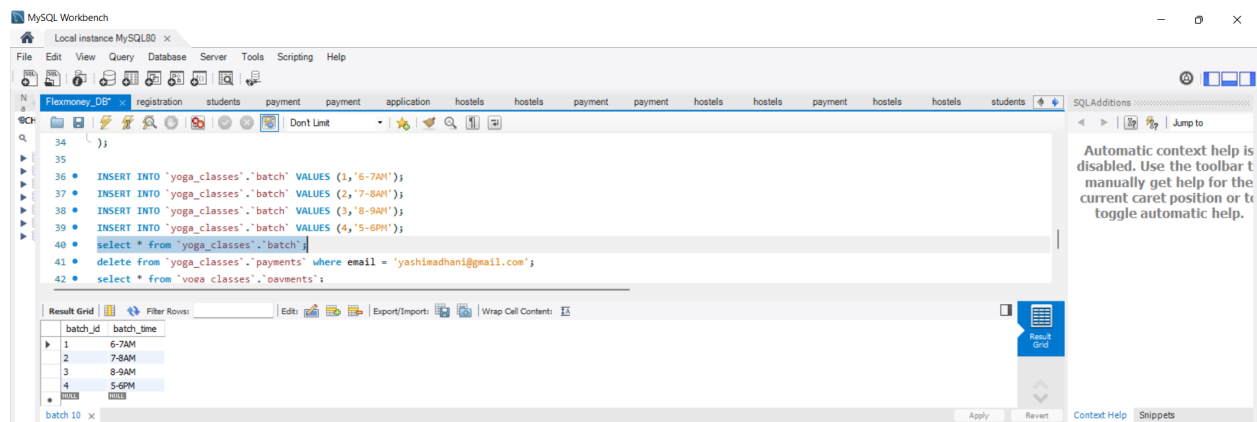 MySQL Workbench
Local instance MySQL80
File Edit View Query Database Server Tools Scripting Help
Flexmoney_DB* registration students payment payment application hostels hostels payment payment hostels hostels payment hostels hostels students
SQLAdditions
Don't Limit
Jump to
34 );
35
36 INSERT INTO `yoga_classes`.`batch` VALUES (1,'6-7AM');
37 INSERT INTO `yoga_classes`.`batch` VALUES (2,'7-8AM');
38 INSERT INTO `yoga_classes`.`batch` VALUES (3,'8-9AM');
39 INSERT INTO `yoga_classes`.`batch` VALUES (4,'5-6PM');
40 select * from `yoga_classes`.`batch`;
41 delete from `yoga_classes`.`payments` where email = 'yashimadhani@gmail.com';
42 select * from `yoga_classes`.`payments`;
Automatic context help is
disabled. Use the toolbar t
manually get help for the
current caret position or to
toggle automatic help.
Result Grid Filter Rows: Edit: Export/Import: Wrap Cell Content:
batch_id batch_time
1 6-7AM
2 7-8AM
3 8-9AM
4 5-6PM
NULL NULL
Result
Grid
batch 10
Apply Revert
Context Help Snippets